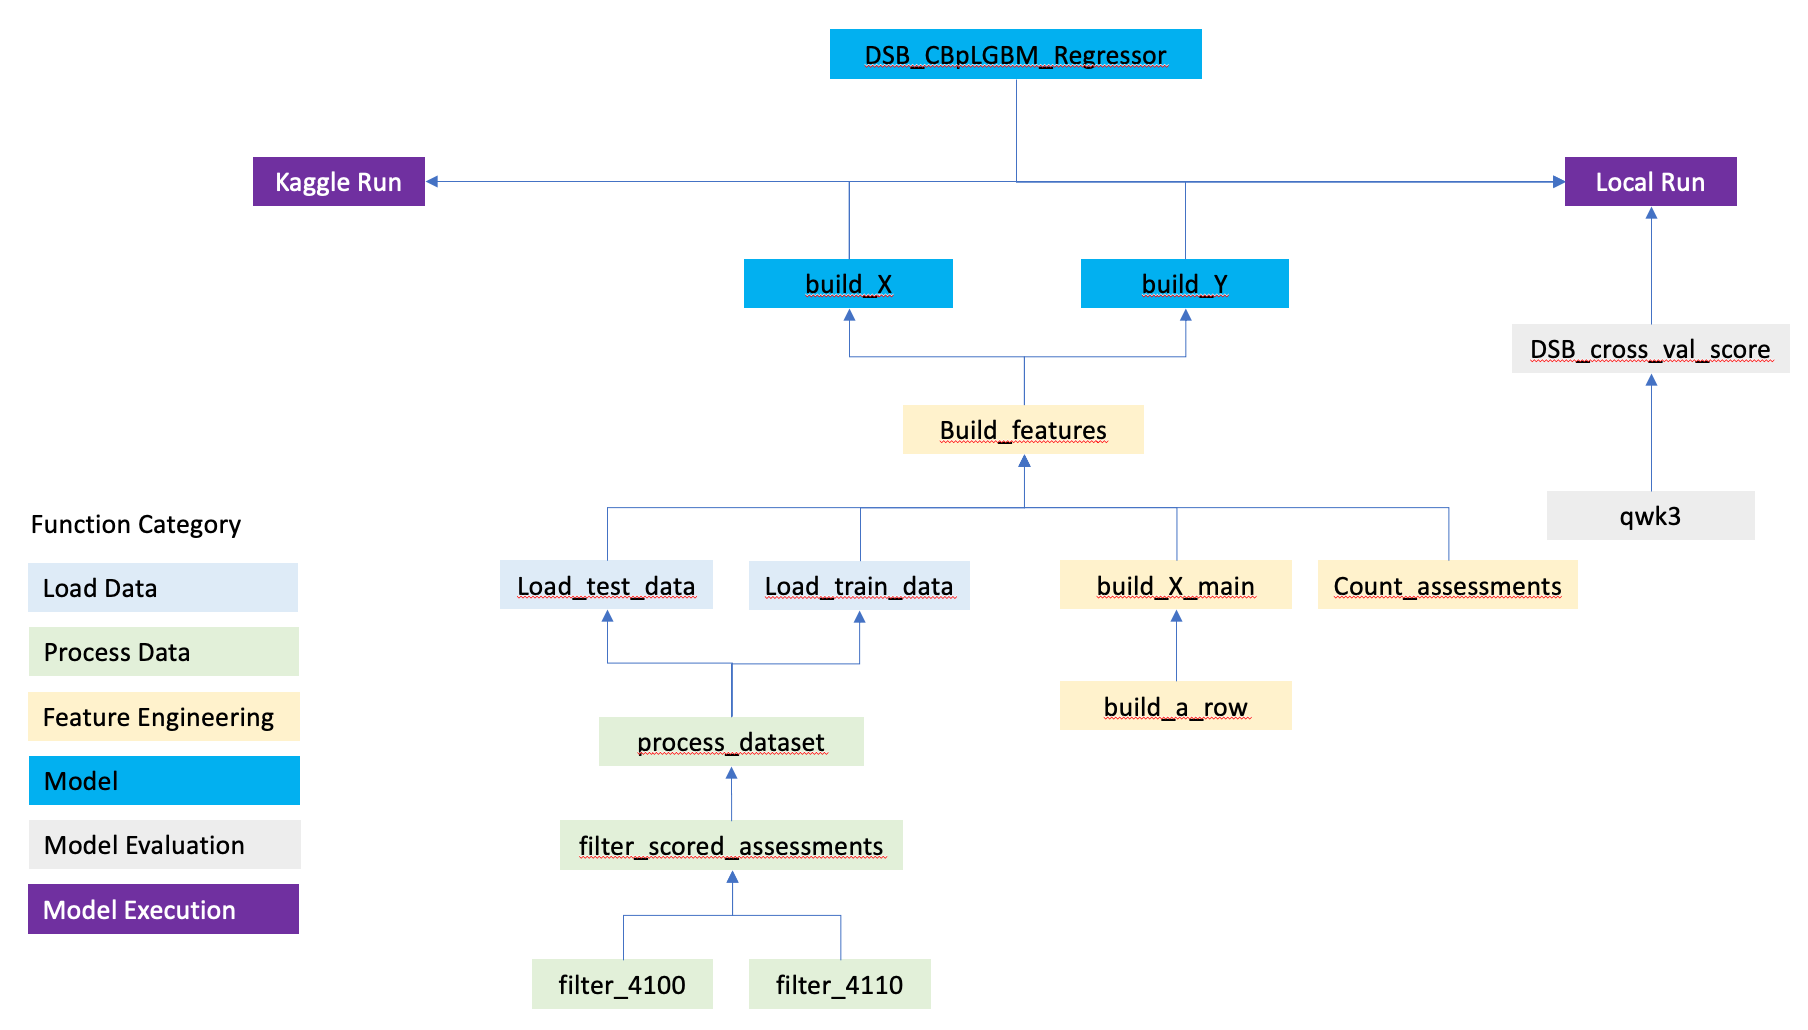 DSB_CBpLGBM_Regressor
Kaggle Run
Local Run
build_X
build_Y
DSB_cross_val_score
Build_features
qwk3
Function Category
Load Data
Process Data
Feature Engineering
Model
Model Evaluation
Model Execution
Load_test_data
Load_train_data
build_X_main
Count_assessments
build_a_row
process_dataset
filter_scored_assessments
filter_4100
filter_4110